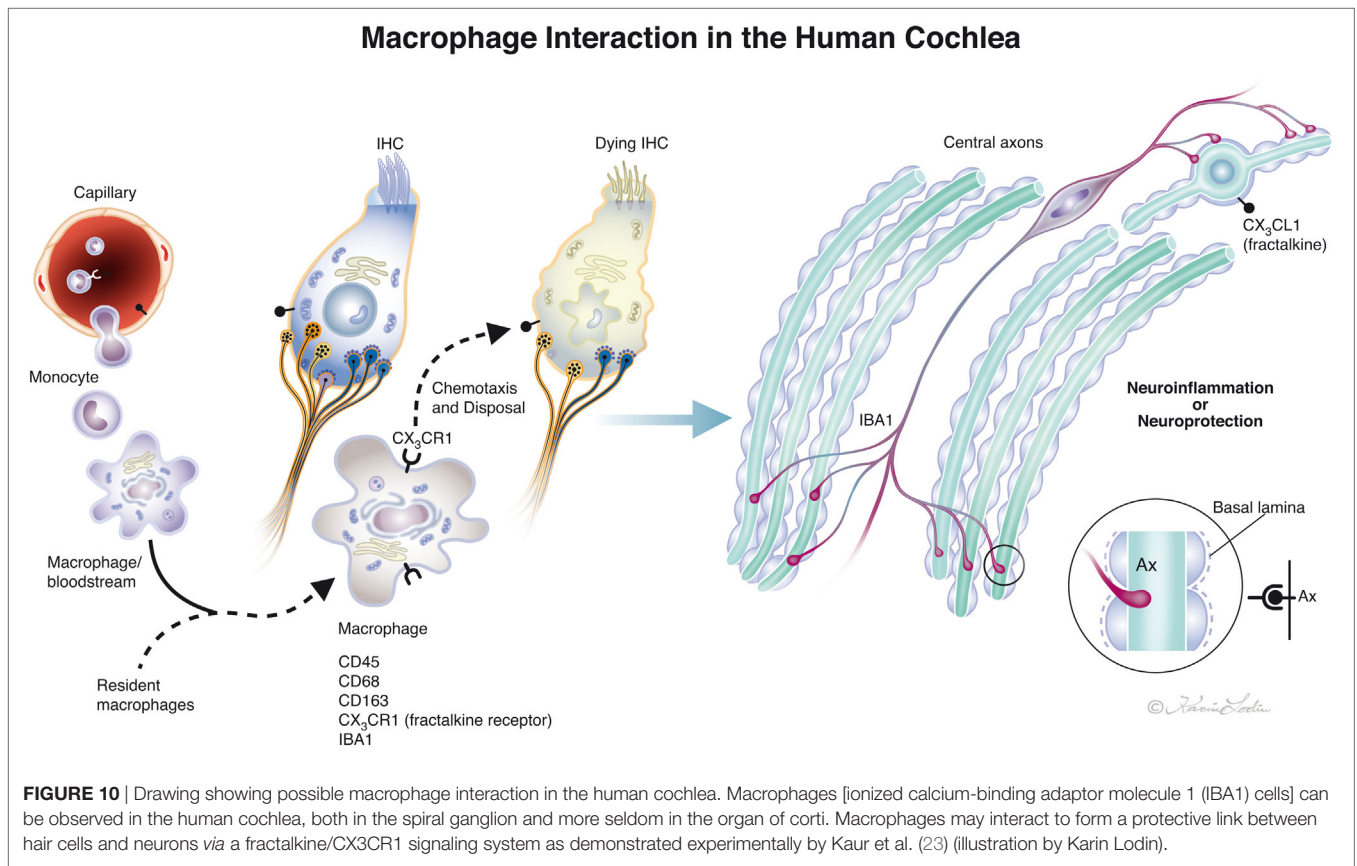 Macrophage Interaction in the Human Cochlea
IHC
Dying IHC
Capillary
Monocyte
Macrophage/
bloodstream
Resident
macrophages
Chemotaxis
and Disposal
CX₃CR1
Macrophage
CD45
CD68
CD163
CX₃CR1 (fractalkine receptor)
IBA1
Central axons
CX₃CL1
(fractalkine)
IBA1
Neuroinflammation
or
Neuroprotection
Basal lamina
Ax
Ax
© Karin Lodin
FIGURE 10 | Drawing showing possible macrophage interaction in the human cochlea. Macrophages [ionized calcium-binding adaptor molecule 1 (IBA1) cells] can
be observed in the human cochlea, both in the spiral ganglion and more seldom in the organ of corti. Macrophages may interact to form a protective link between
hair cells and neurons via a fractalkine/CX3CR1 signaling system as demonstrated experimentally by Kaur et al. (23) (illustration by Karin Lodin).